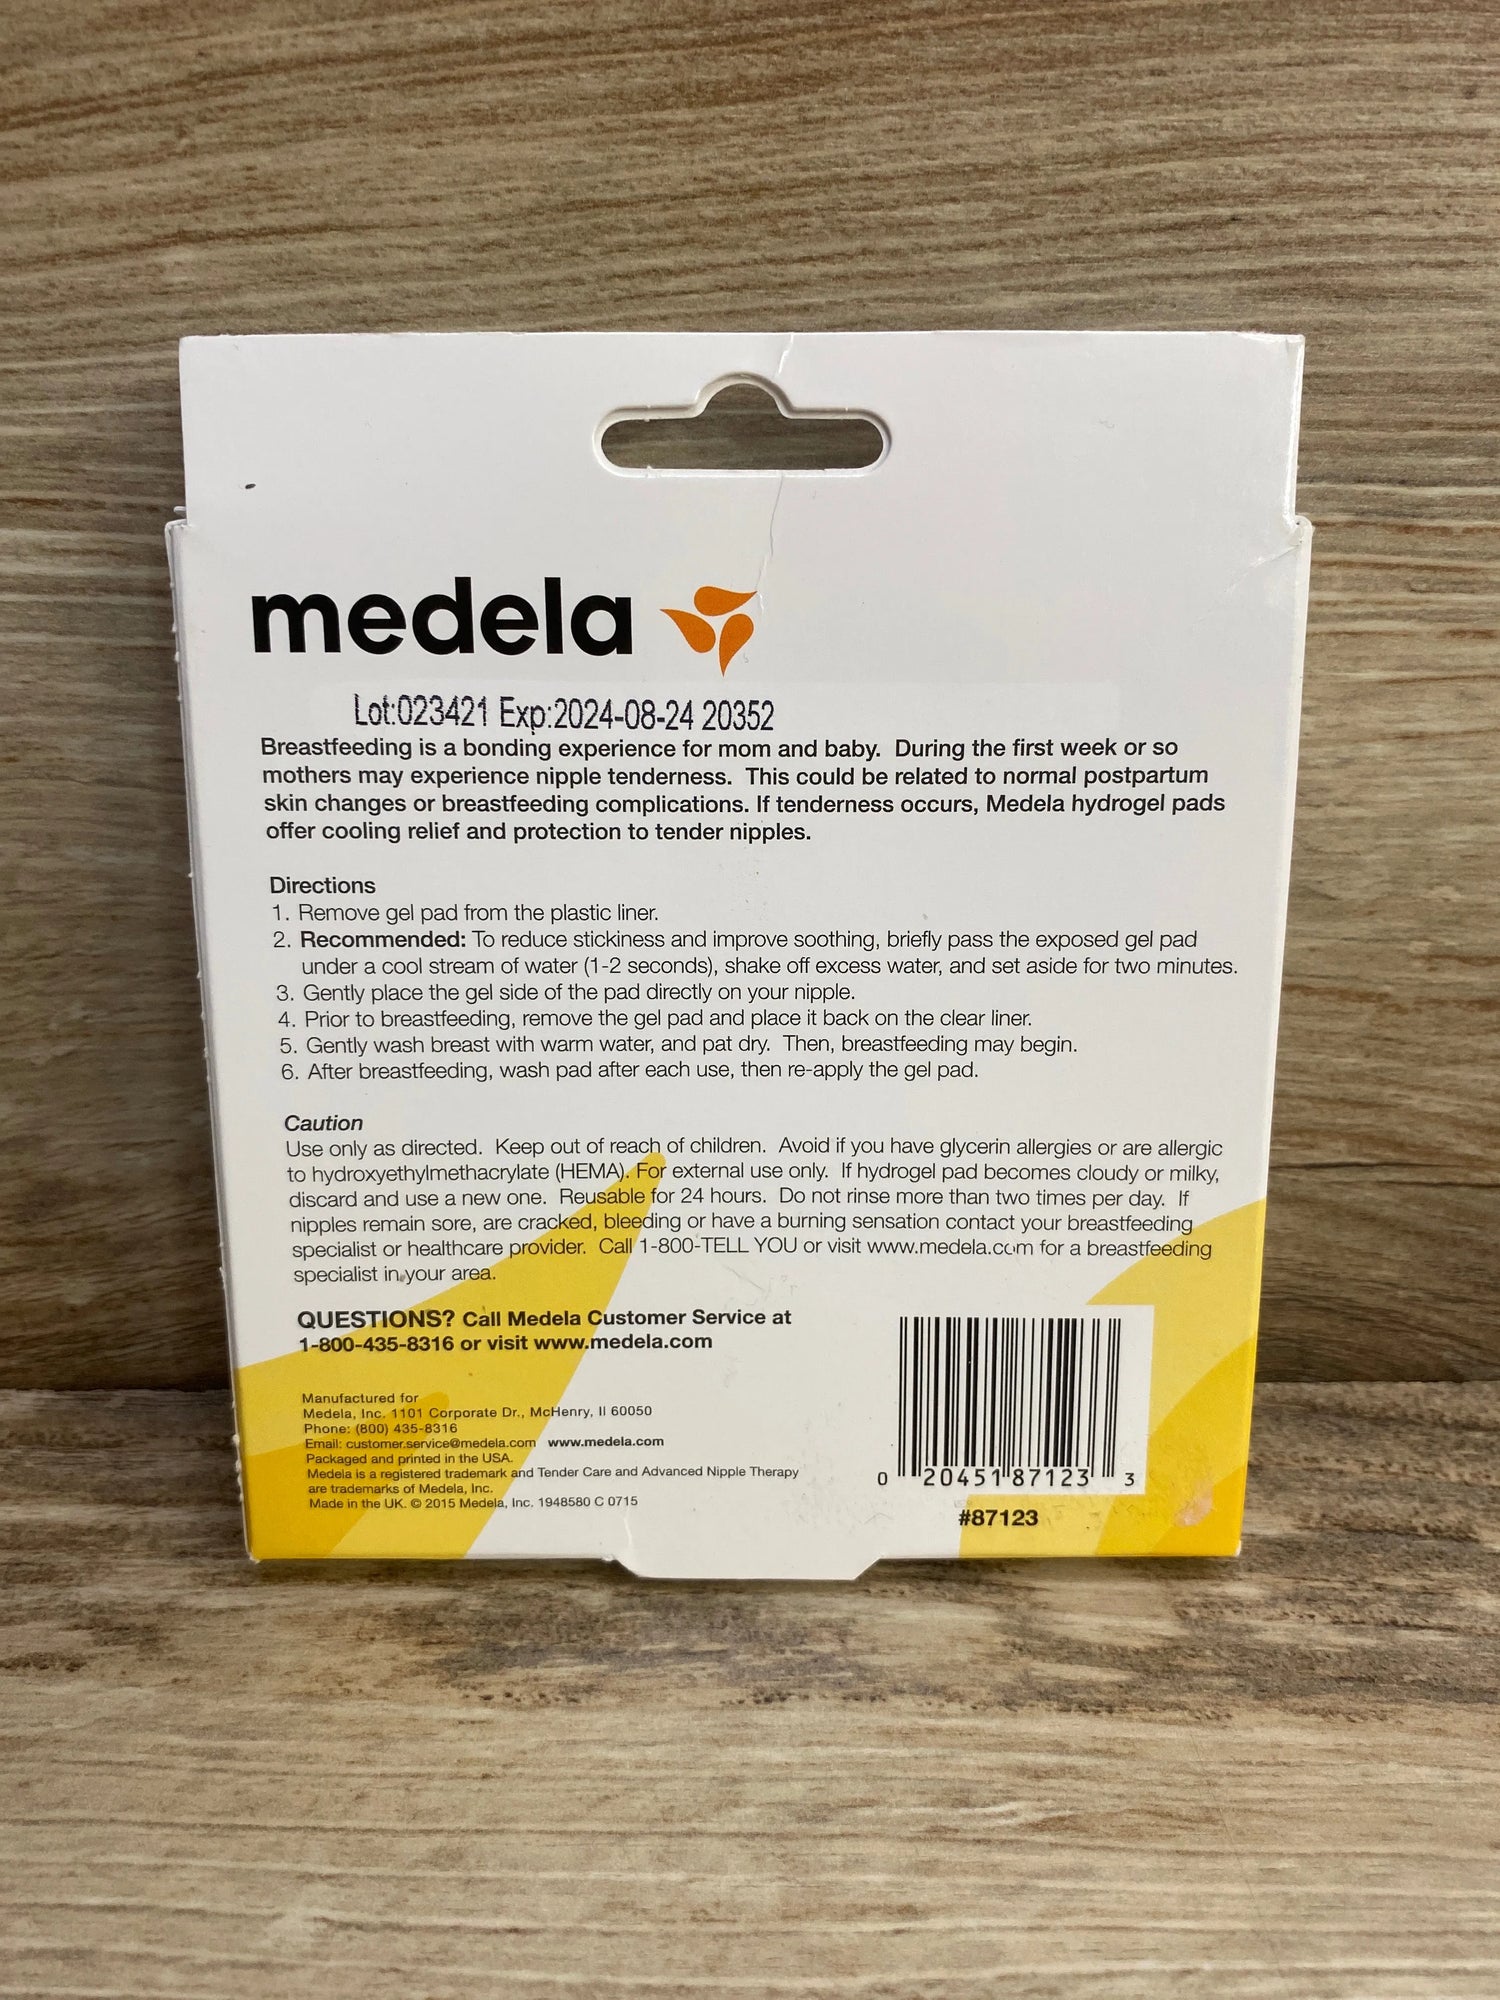 medela
Lot:023421 Exp:2024-08-24 20352
Breastfeeding is a bonding experience for mom and baby. During the first week or so
mothers may experience nipple tenderness. This could be related to normal postpartum
skin changes or breastfeeding complications. If tenderness occurs, Medela hydrogel pads
offer cooling relief and protection to tender nipples.
Directions
1. Remove gel pad from the plastic liner.
2. Recommended: To reduce stickiness and improve soothing, briefly pass the exposed gel pad
under a cool stream of water (1-2 seconds), shake off excess water, and set aside for two minutes.
3. Gently place the gel side of the pad directly on your nipple.
4. Prior to breastfeeding, remove the gel pad and place it back on the clear liner.
5. Gently wash breast with warm water, and pat dry. Then, breastfeeding may begin.
6. After breastfeeding, wash pad after each use, then re-apply the gel pad.
Caution
Use only as directed. Keep out of reach of children. Avoid if you have glycerin allergies or are allergic
to hydroxyethylmethacrylate (HEMA). For external use only. If hydrogel pad becomes cloudy or milky,
discard and use a new one. Reusable for 24 hours. Do not rinse more than two times per day. If
nipples remain sore, are cracked, bleeding or have a burning sensation contact your breastfeeding
specialist or healthcare provider. Call 1-800-TELL YOU or visit www.medela.com for a breastfeeding
specialist in your area.
QUESTIONS? Call Medela Customer Service at
1-800-435-8316 or visit www.medela.com
Manufactured for
Medela, Inc. 1101 Corporate Dr., McHenry, Il 60050
Phone: (800) 435-8316
Email: customer.service@medela.com www.medela.com
Packaged and printed in the USA.
Medela is a registered trademark and Tender Care and Advanced Nipple Therapy
are trademarks of Medela, Inc.
Made in the UK. © 2015 Medela, Inc. 1948580 C 0715
0 20451 87123 3
#87123